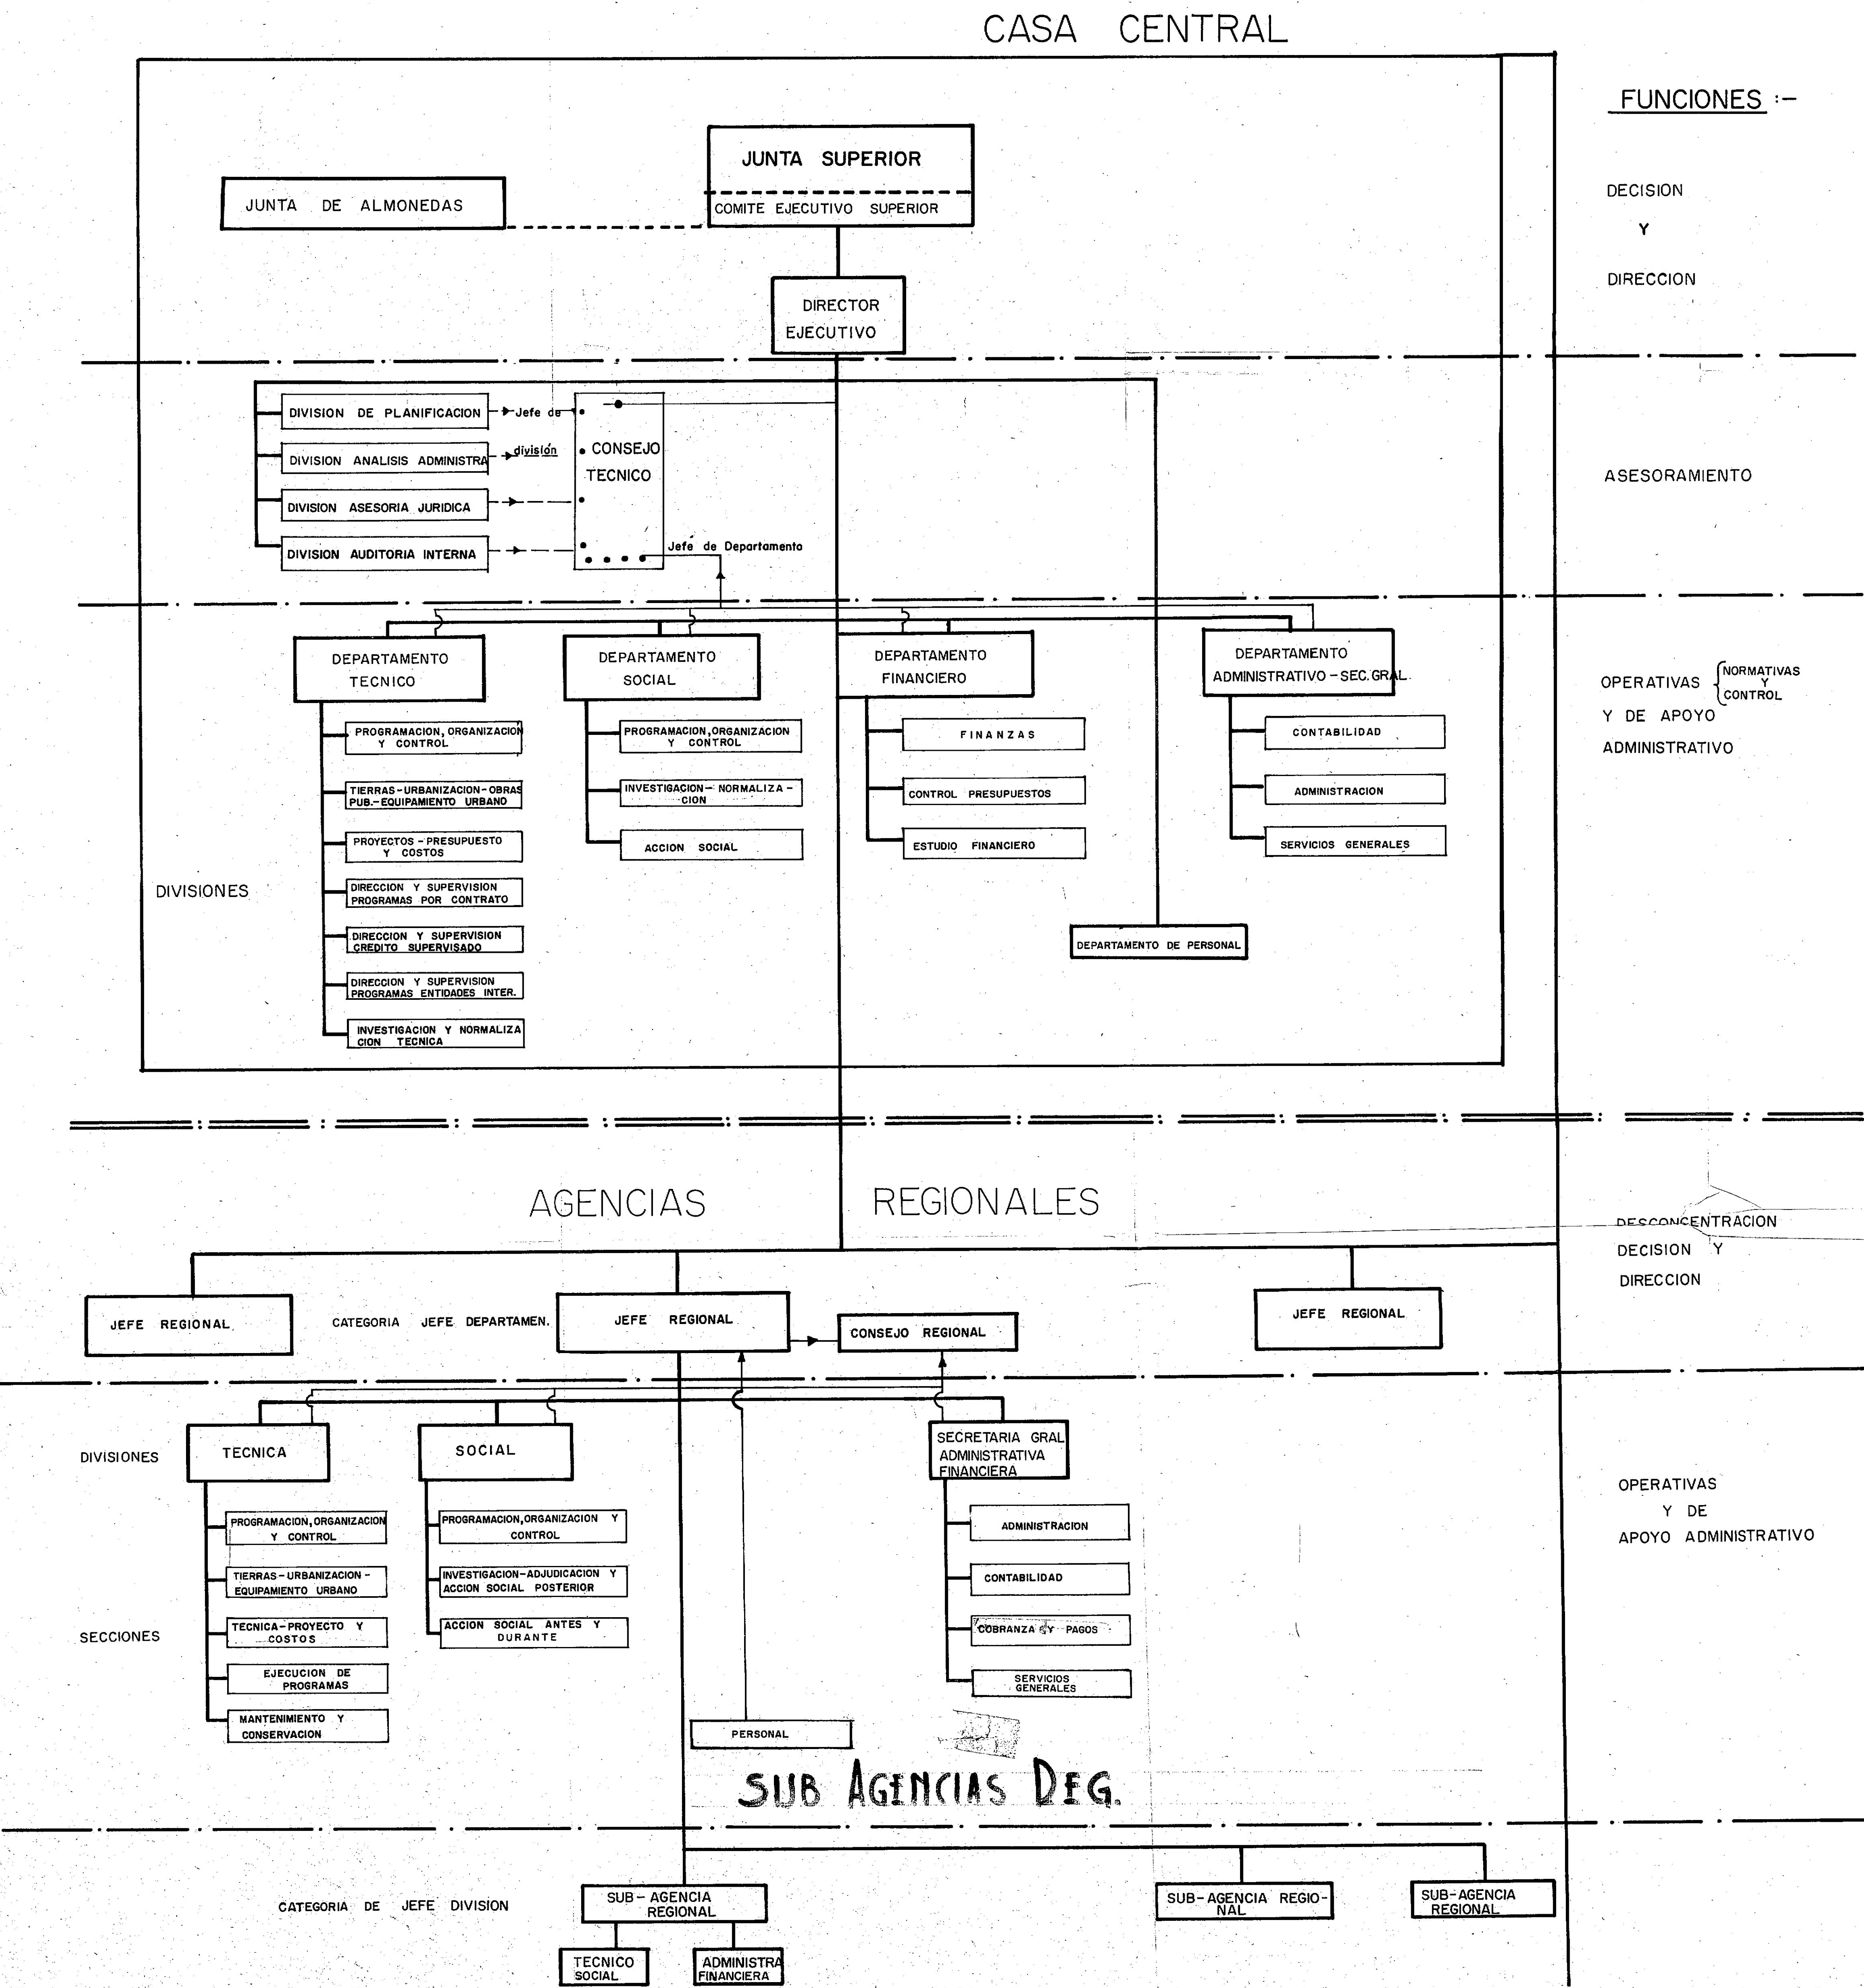 CASA CENTRAL
FUNCIONES :-
JUNTA SUPERIOR
COMITE EJECUTIVO SUPERIOR
JUNTA DE ALMONEDAS
DECISION
Y
DIRECCION
DIRECTOR
EJECUTIVO
DIVISION DE PLANIFICACION
Jefe de
DIVISION ANALISIS ADMINISTRA
división
CONSEJO
TECNICO
DIVISION ASESORIA JURIDICA
DIVISION AUDITORIA INTERNA
Jefe de Departamento
ASESORAMIENTO
DEPARTAMENTO
TECNICO
DEPARTAMENTO
SOCIAL
DEPARTAMENTO
FINANCIERO
DEPARTAMENTO
ADMINISTRATIVO-SEC.GRAL.
OPERATIVAS
NORMATIVAS
Y
CONTROL
Y DE APOYO
ADMINISTRATIVO
DIVISIONES
PROGRAMACION, ORGANIZACION
Y CONTROL
TIERRAS-URBANIZACION-OBRAS
PUB.-EQUIPAMIENTO URBANO
PROYECTOS-PRESUPUESTO
Y COSTOS
DIRECCION Y SUPERVISION
PROGRAMAS POR CONTRATO
DIRECCION Y SUPERVISION
CREDITO SUPERVISADO
DIRECCION Y SUPERVISION
PROGRAMAS ENTIDADES INTER.
INVESTIGACION Y NORMALIZA
CION TECNICA
PROGRAMACION, ORGANIZACION
Y CONTROL
INVESTIGACION-NORMALIZA-
CION
ACCION SOCIAL
FINANZAS
CONTROL PRESUPUESTOS
ESTUDIO FINANCIERO
CONTABILIDAD
ADMINISTRACION
SERVICIOS GENERALES
DEPARTAMENTO DE PERSONAL
AGENCIAS REGIONALES
DESCONCENTRACION
DECISION Y
DIRECCION
JEFE REGIONAL
CATEGORIA JEFE DEPARTAMEN.
JEFE REGIONAL
CONSEJO REGIONAL
JEFE REGIONAL
DIVISIONES
TECNICA
SOCIAL
SECRETARIA GRAL
ADMINISTRATIVA
FINANCIERA
OPERATIVAS
Y DE
APOYO ADMINISTRATIVO
SECCIONES
PROGRAMACION, ORGANIZACION
Y CONTROL
TIERRAS-URBANIZACION-
EQUIPAMIENTO URBANO
TECNICA-PROYECTO Y
COSTOS
EJECUCION DE
PROGRAMAS
MANTENIMIENTO Y
CONSERVACION
PROGRAMACION, ORGANIZACION Y
CONTROL
INVESTIGACION-ADJUDICACION Y
ACCION SOCIAL POSTERIOR
ACCION SOCIAL ANTES Y
DURANTE
ADMINISTRACION
CONTABILIDAD
COBRANZA Y PAGOS
SERVICIOS
GENERALES
PERSONAL
SUB AGENCIAS DEG.
CATEGORIA DE JEFE DIVISION
SUB-AGENCIA
REGIONAL
SUB-AGENCIA REGIO-
NAL
SUB-AGENCIA
REGIONAL
TECNICO
SOCIAL
ADMINISTRA
FINANCIERA